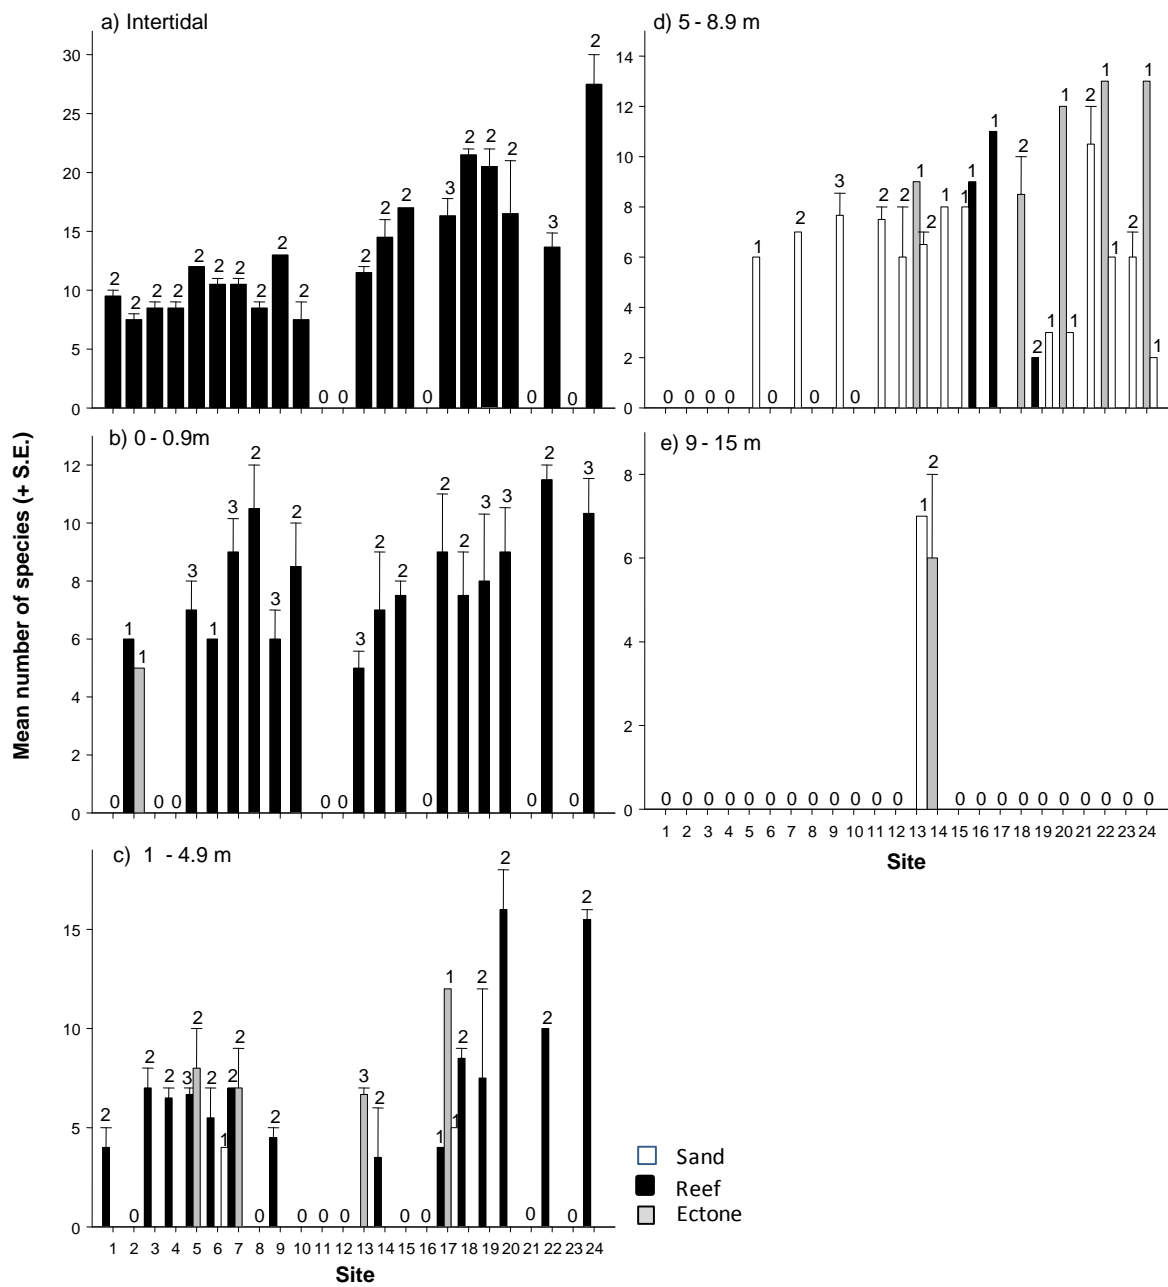 Mean number of species (+ S.E.)
a) Intertidal
30
25
20
15
10
5
0
2 2 2 2 2 2 2 2 2 2 0 0 2 2 2 0 3 2 2 2 0 3 0 2
b) 0 - 0.9m
12
10
8
6
4
2
0
0 1 1 0 0 3 1 3 2 3 2 0 0 3 2 2 0 2 2 3 3 0 2 0 3
c) 1 - 4.9 m
15
10
5
0
2 0 2 2 3 2 2 1 2 2 0 2 0 0 0 3 2 0 0 1 1 1 2 2 2 0 2 0 2
1 2 3 4 5 6 7 8 9 10 11 12 13 14 15 16 17 18 19 20 21 22 23 24
Site
d) 5 - 8.9 m
14
12
10
8
6
4
2
0
0 0 0 0 1 0 2 0 3 0 2 2 1 2 1 1 1 1 2 2 1 1 1 2 1 1 2 1 1
e) 9 - 15 m
8
6
4
2
0
0 0 0 0 0 0 0 0 0 0 0 0 1 2 0 0 0 0 0 0 0 0 0 0
1 2 3 4 5 6 7 8 9 10 11 12 13 14 15 16 17 18 19 20 21 22 23 24
Site
Sand
Reef
Ectone